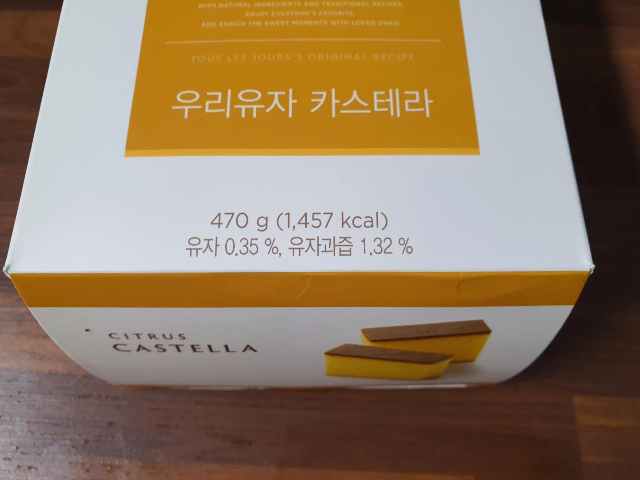 WITH NATURAL INGREDIENTS AND TRADITIONAL RECIPES
ENJOY EVERYONE'S FAVORITE,
AND ENRICH THE SWEET MOMENTS WITH LOVED ONES!
TOUS LES JOURS'S ORIGINAL RECIPE
우리유자 카스테라
470 g (1,457 kcal)
유자 0.35 %, 유자과즙 1.32 %
CITRUS
CASTELLA